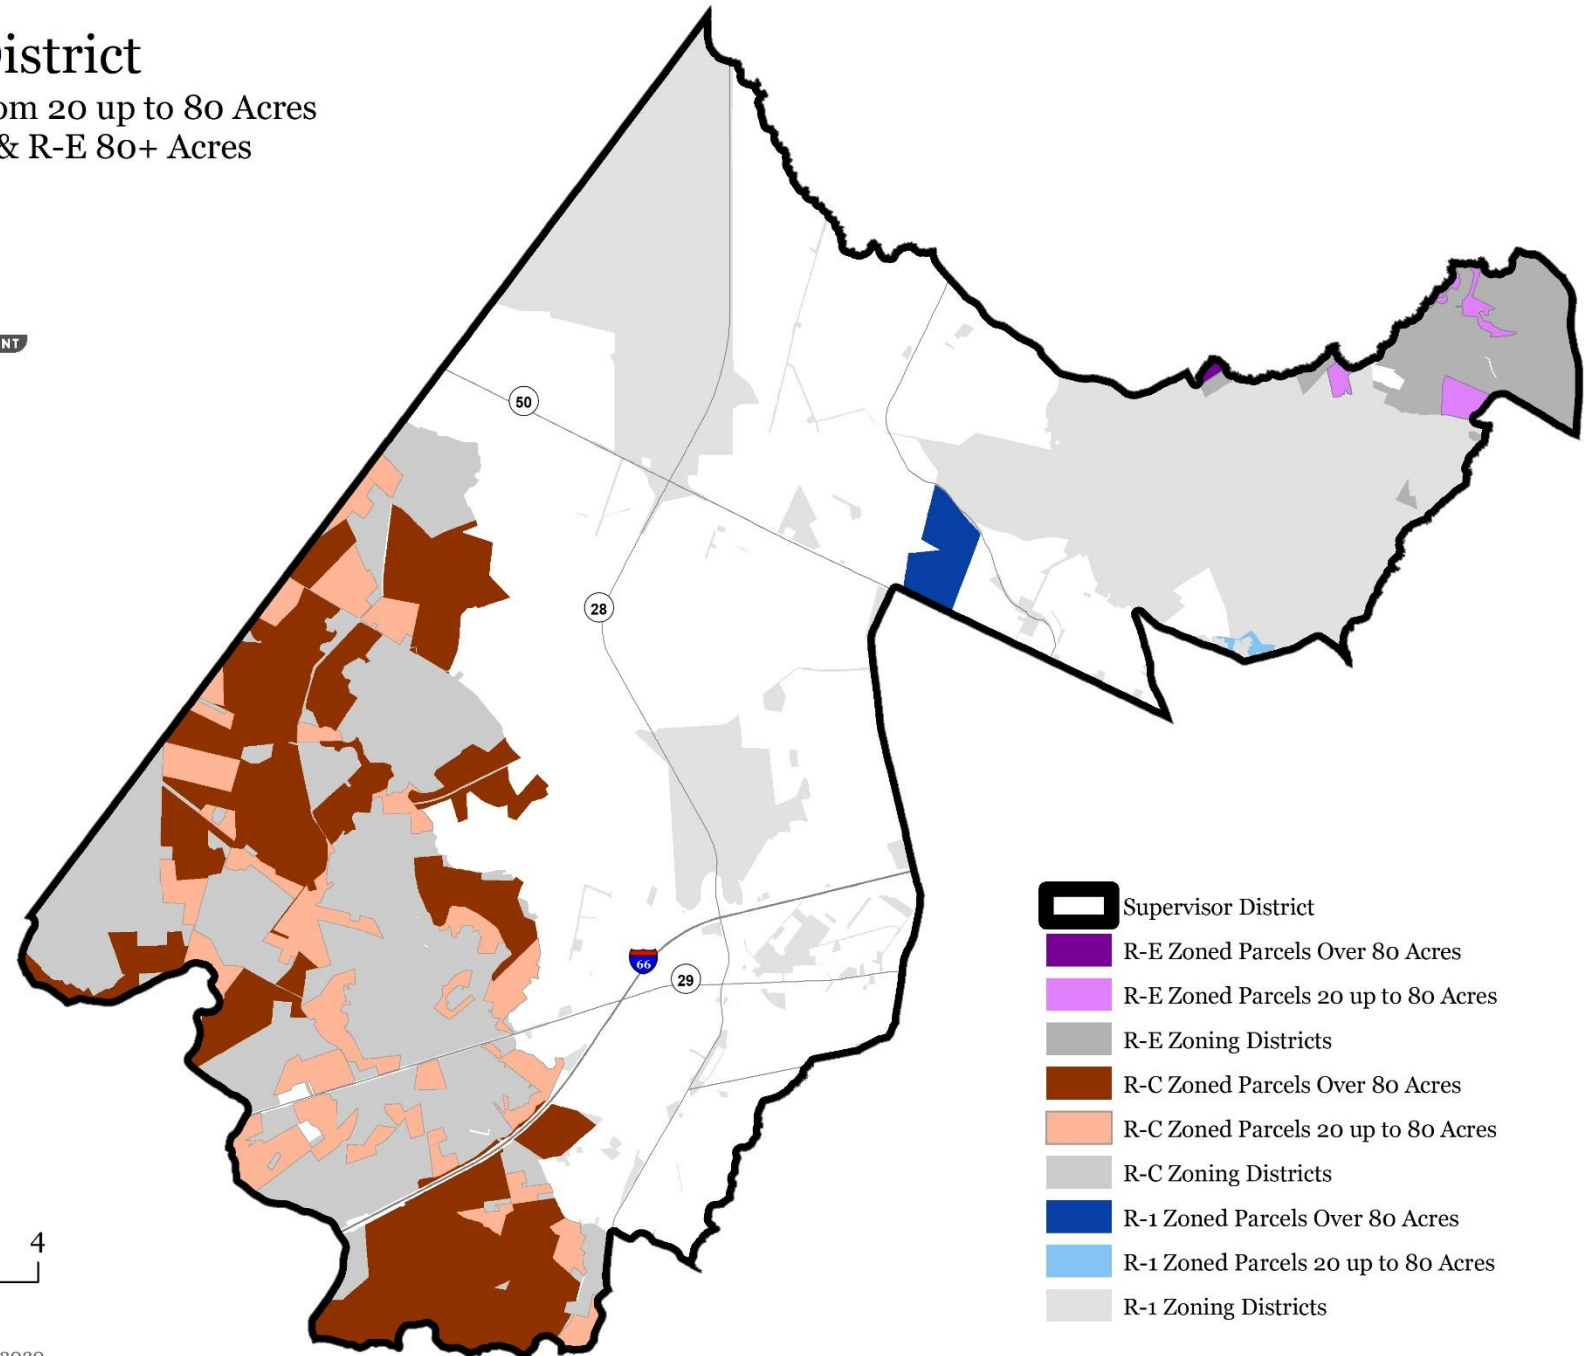 District
om 20 up to 80 Acres
& R-E 80+ Acres
NT
50
28
66
29
Supervisor District
R-E Zoned Parcels Over 80 Acres
R-E Zoned Parcels 20 up to 80 Acres
R-E Zoning Districts
R-C Zoned Parcels Over 80 Acres
R-C Zoned Parcels 20 up to 80 Acres
R-C Zoning Districts
R-1 Zoned Parcels Over 80 Acres
R-1 Zoned Parcels 20 up to 80 Acres
R-1 Zoning Districts
4